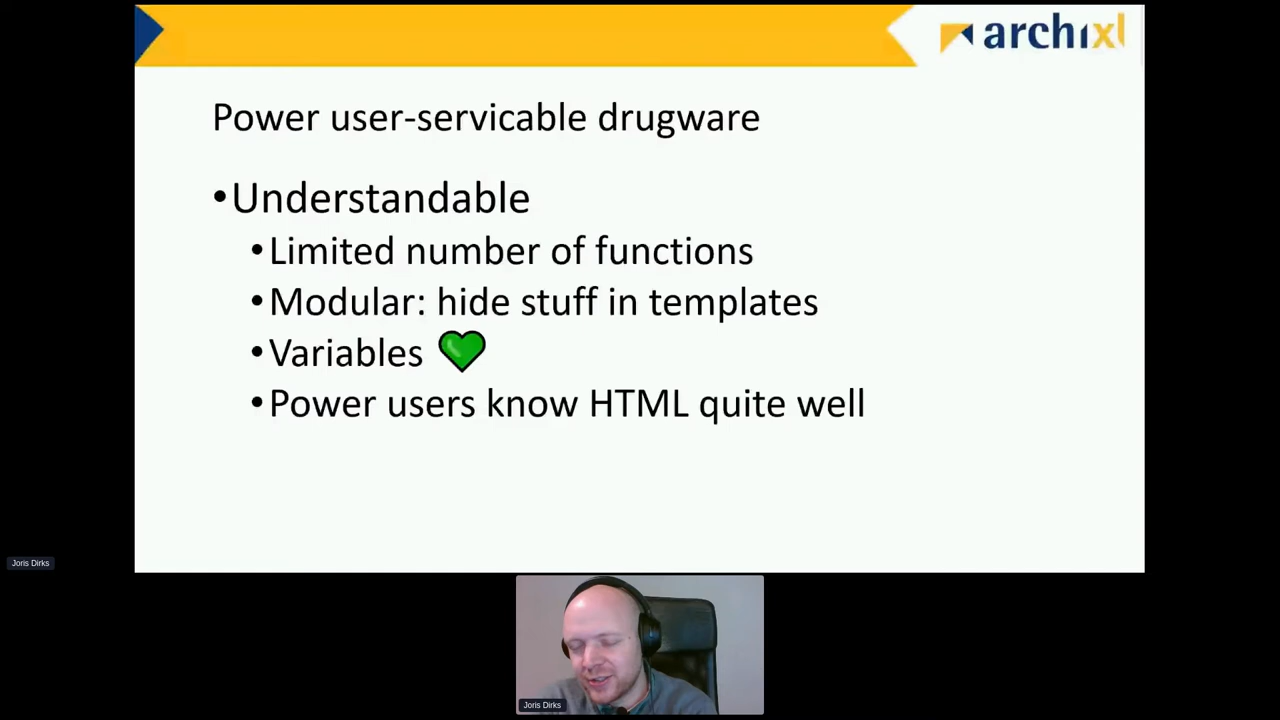 archixl
Power user-servicable drugware
•Understandable
•Limited number of functions
•Modular: hide stuff in templates
•Variables 💚
•Power users know HTML quite well
Joris Dirks
Joris Dirks